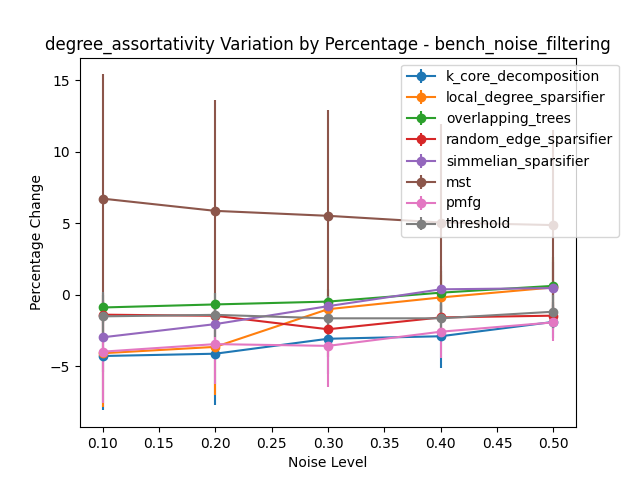 degree_assortativity Variation by Percentage - bench_noise_filtering
Percentage Change
15
10
5
0
−5
0.10
0.15
0.20
0.25
0.30
0.35
0.40
0.45
0.50
Noise Level
k_core_decomposition
local_degree_sparsifier
overlapping_trees
random_edge_sparsifier
simmelian_sparsifier
mst
pmfg
threshold